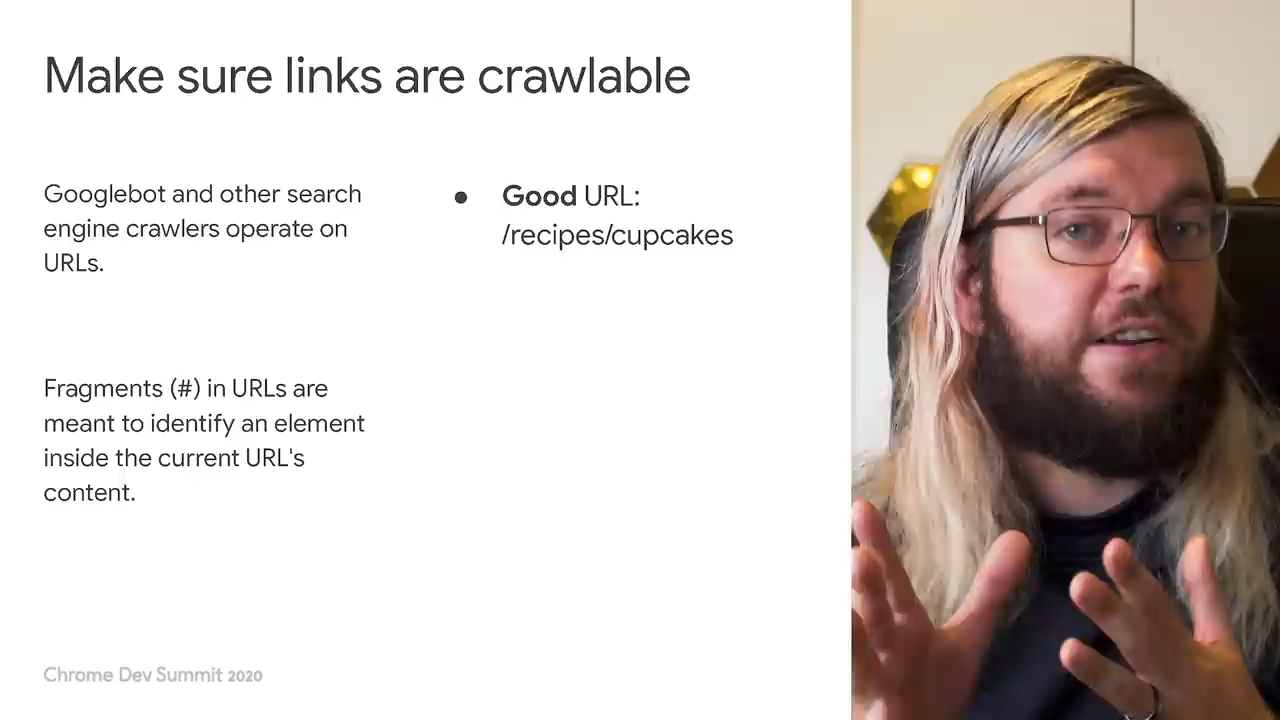 Make sure links are crawlable
Googlebot and other search
engine crawlers operate on
URLs.
Fragments (#) in URLs are
meant to identify an element
inside the current URL's
content.
● Good URL:
/recipes/cupcakes
Chrome Dev Summit 2020